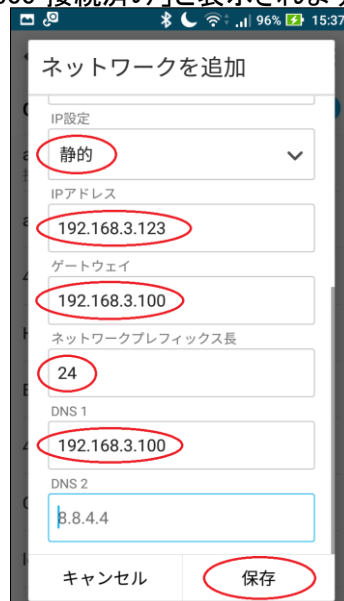 接続済み」と表示されます
96% 15:37
ネットワークを追加
IP設定
静的
IPアドレス
192.168.3.123
ゲートウェイ
192.168.3.100
ネットワークプレフィックス長
24
DNS 1
192.168.3.100
DNS 2
8.8.4.4
キャンセル 保存